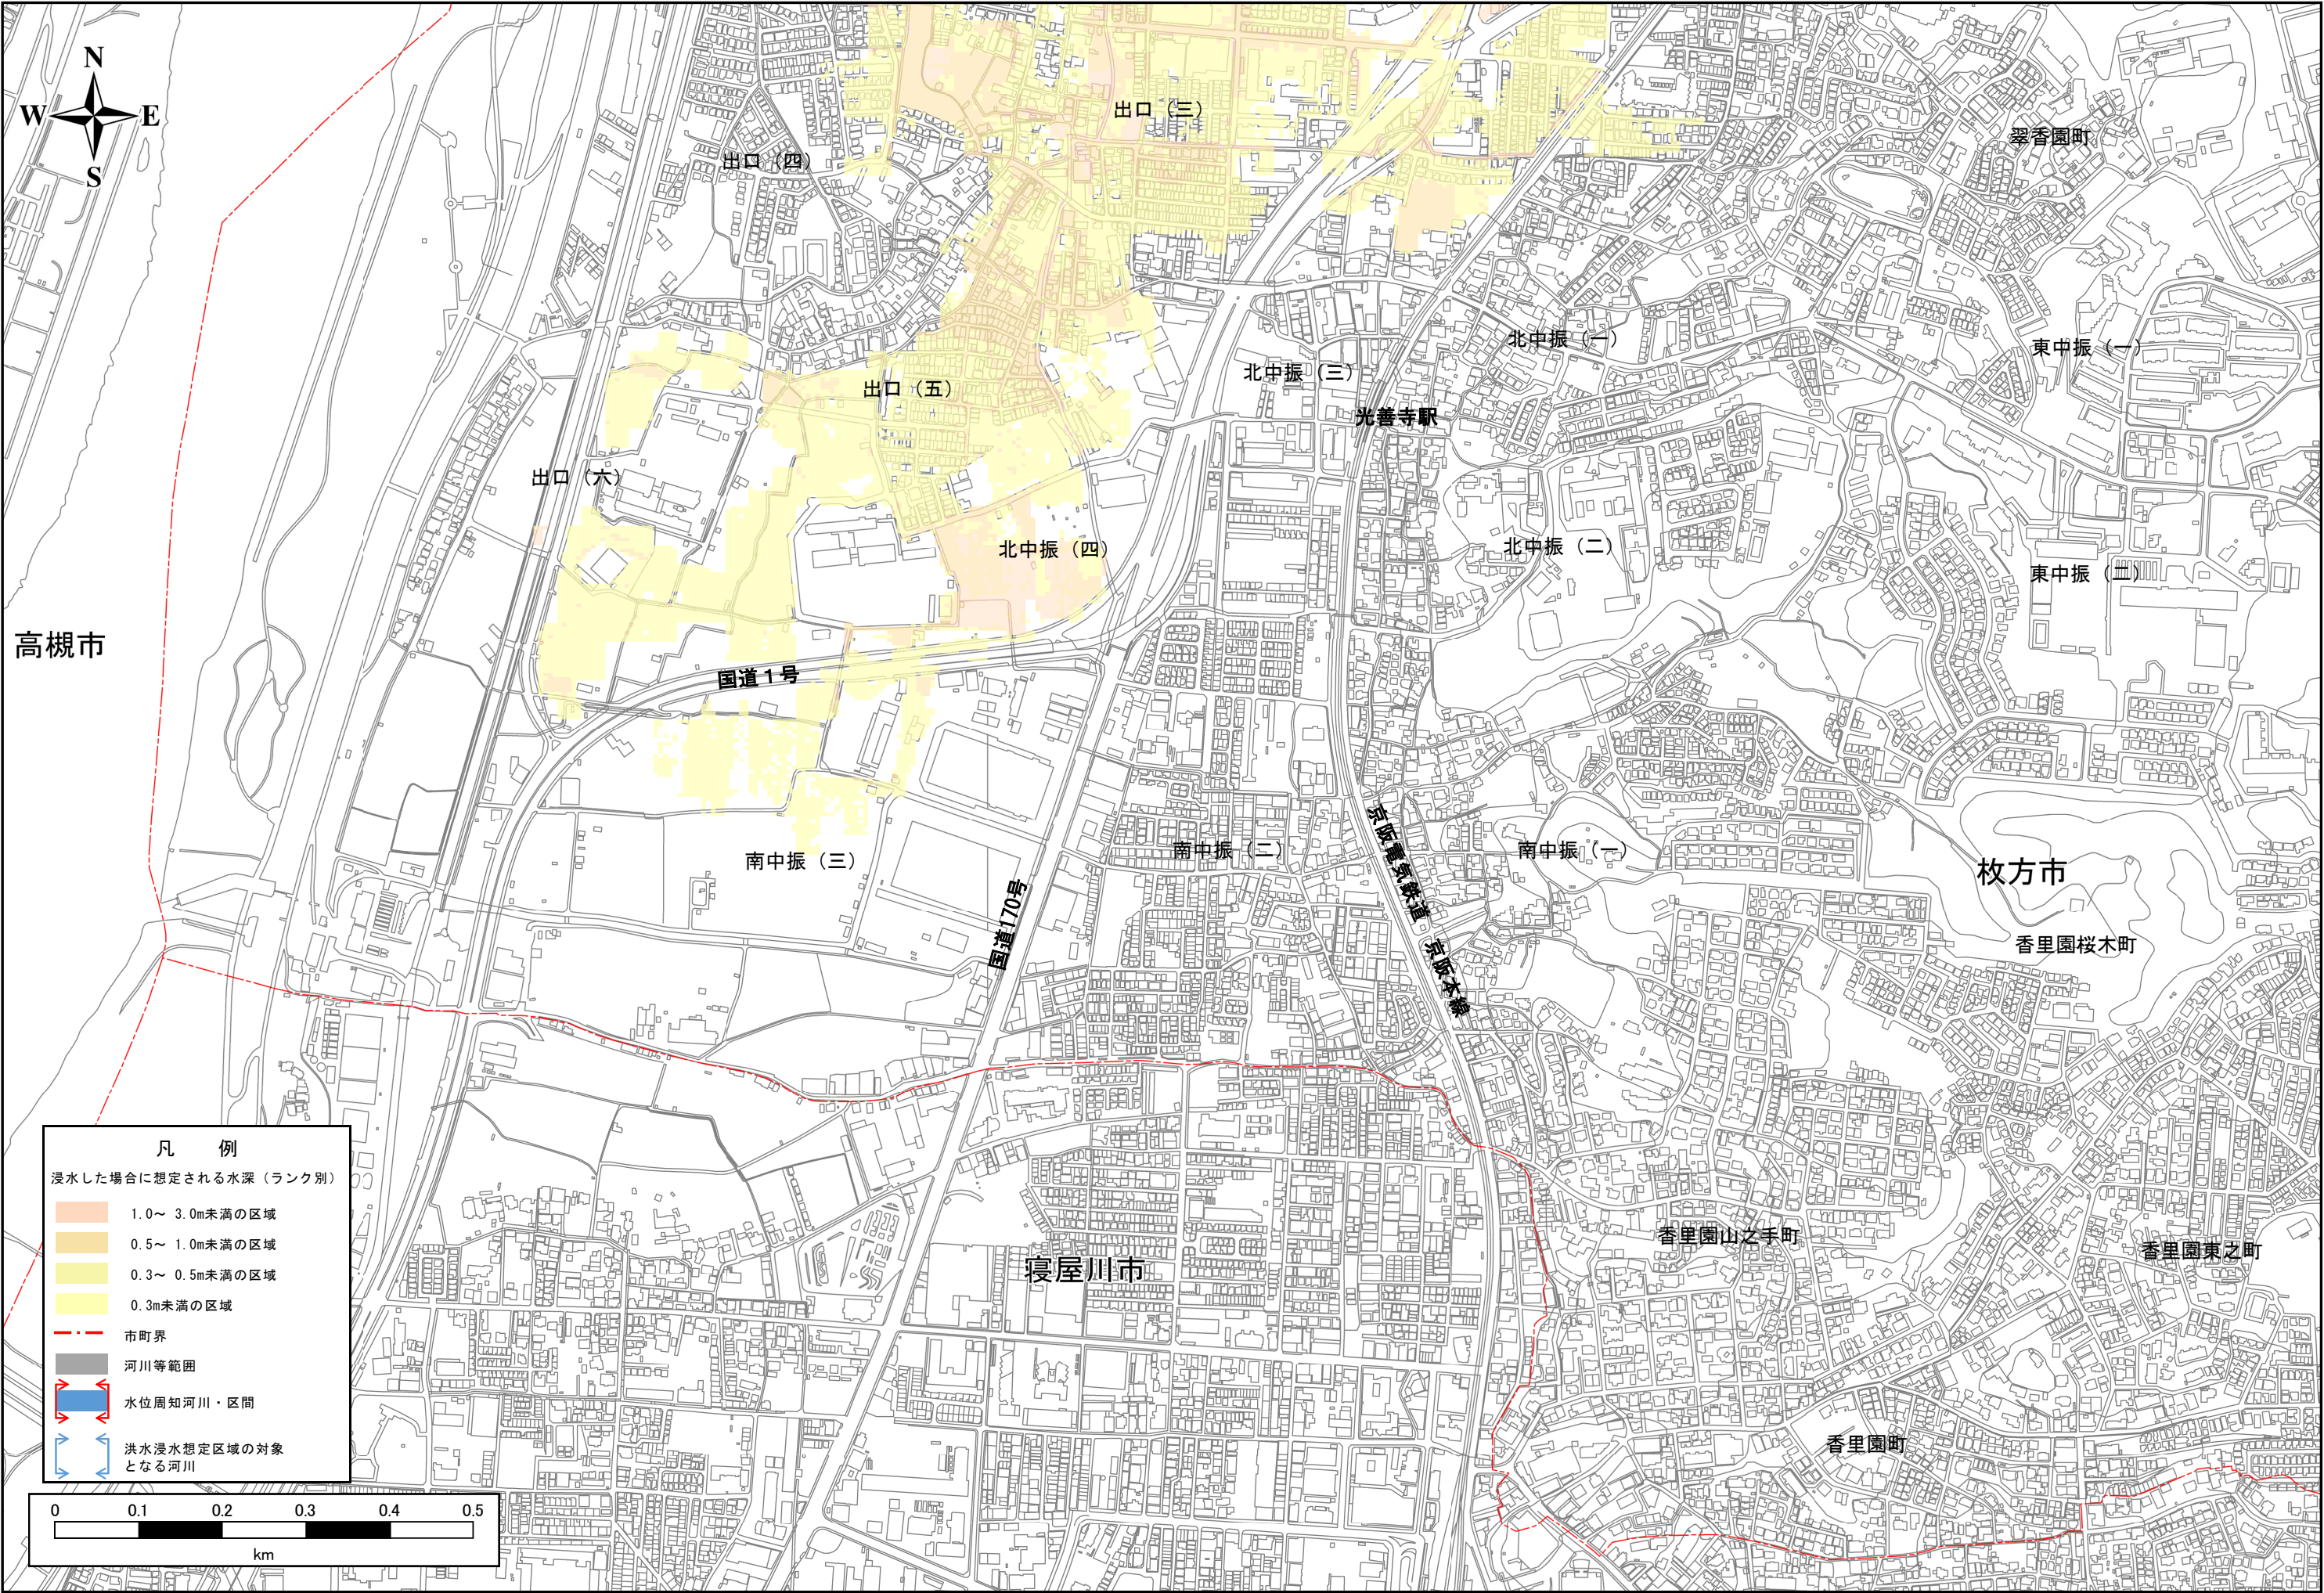 N
W E
S
出口（三）
出口（四）
翠香園町
北中振（一）
東中振（一）
北中振（三）
出口（五）
光善寺駅
出口（六）
北中振（四）
北中振（二）
東中振（二）
高槻市
国道１号
京阪電気鉄道 京阪本線
南中振（三）
南中振（二）
南中振（一）
枚方市
国道170号
香里園桜木町
香里園山之手町
香里園東之町
寝屋川市
香里園町
凡 例
浸水した場合に想定される水深（ランク別）
1.0～ 3.0m未満の区域
0.5～ 1.0m未満の区域
0.3～ 0.5m未満の区域
0.3m未満の区域
市町界
河川等範囲
水位周知河川・区間
洪水浸水想定区域の対象
となる河川
0 0.1 0.2 0.3 0.4 0.5
km